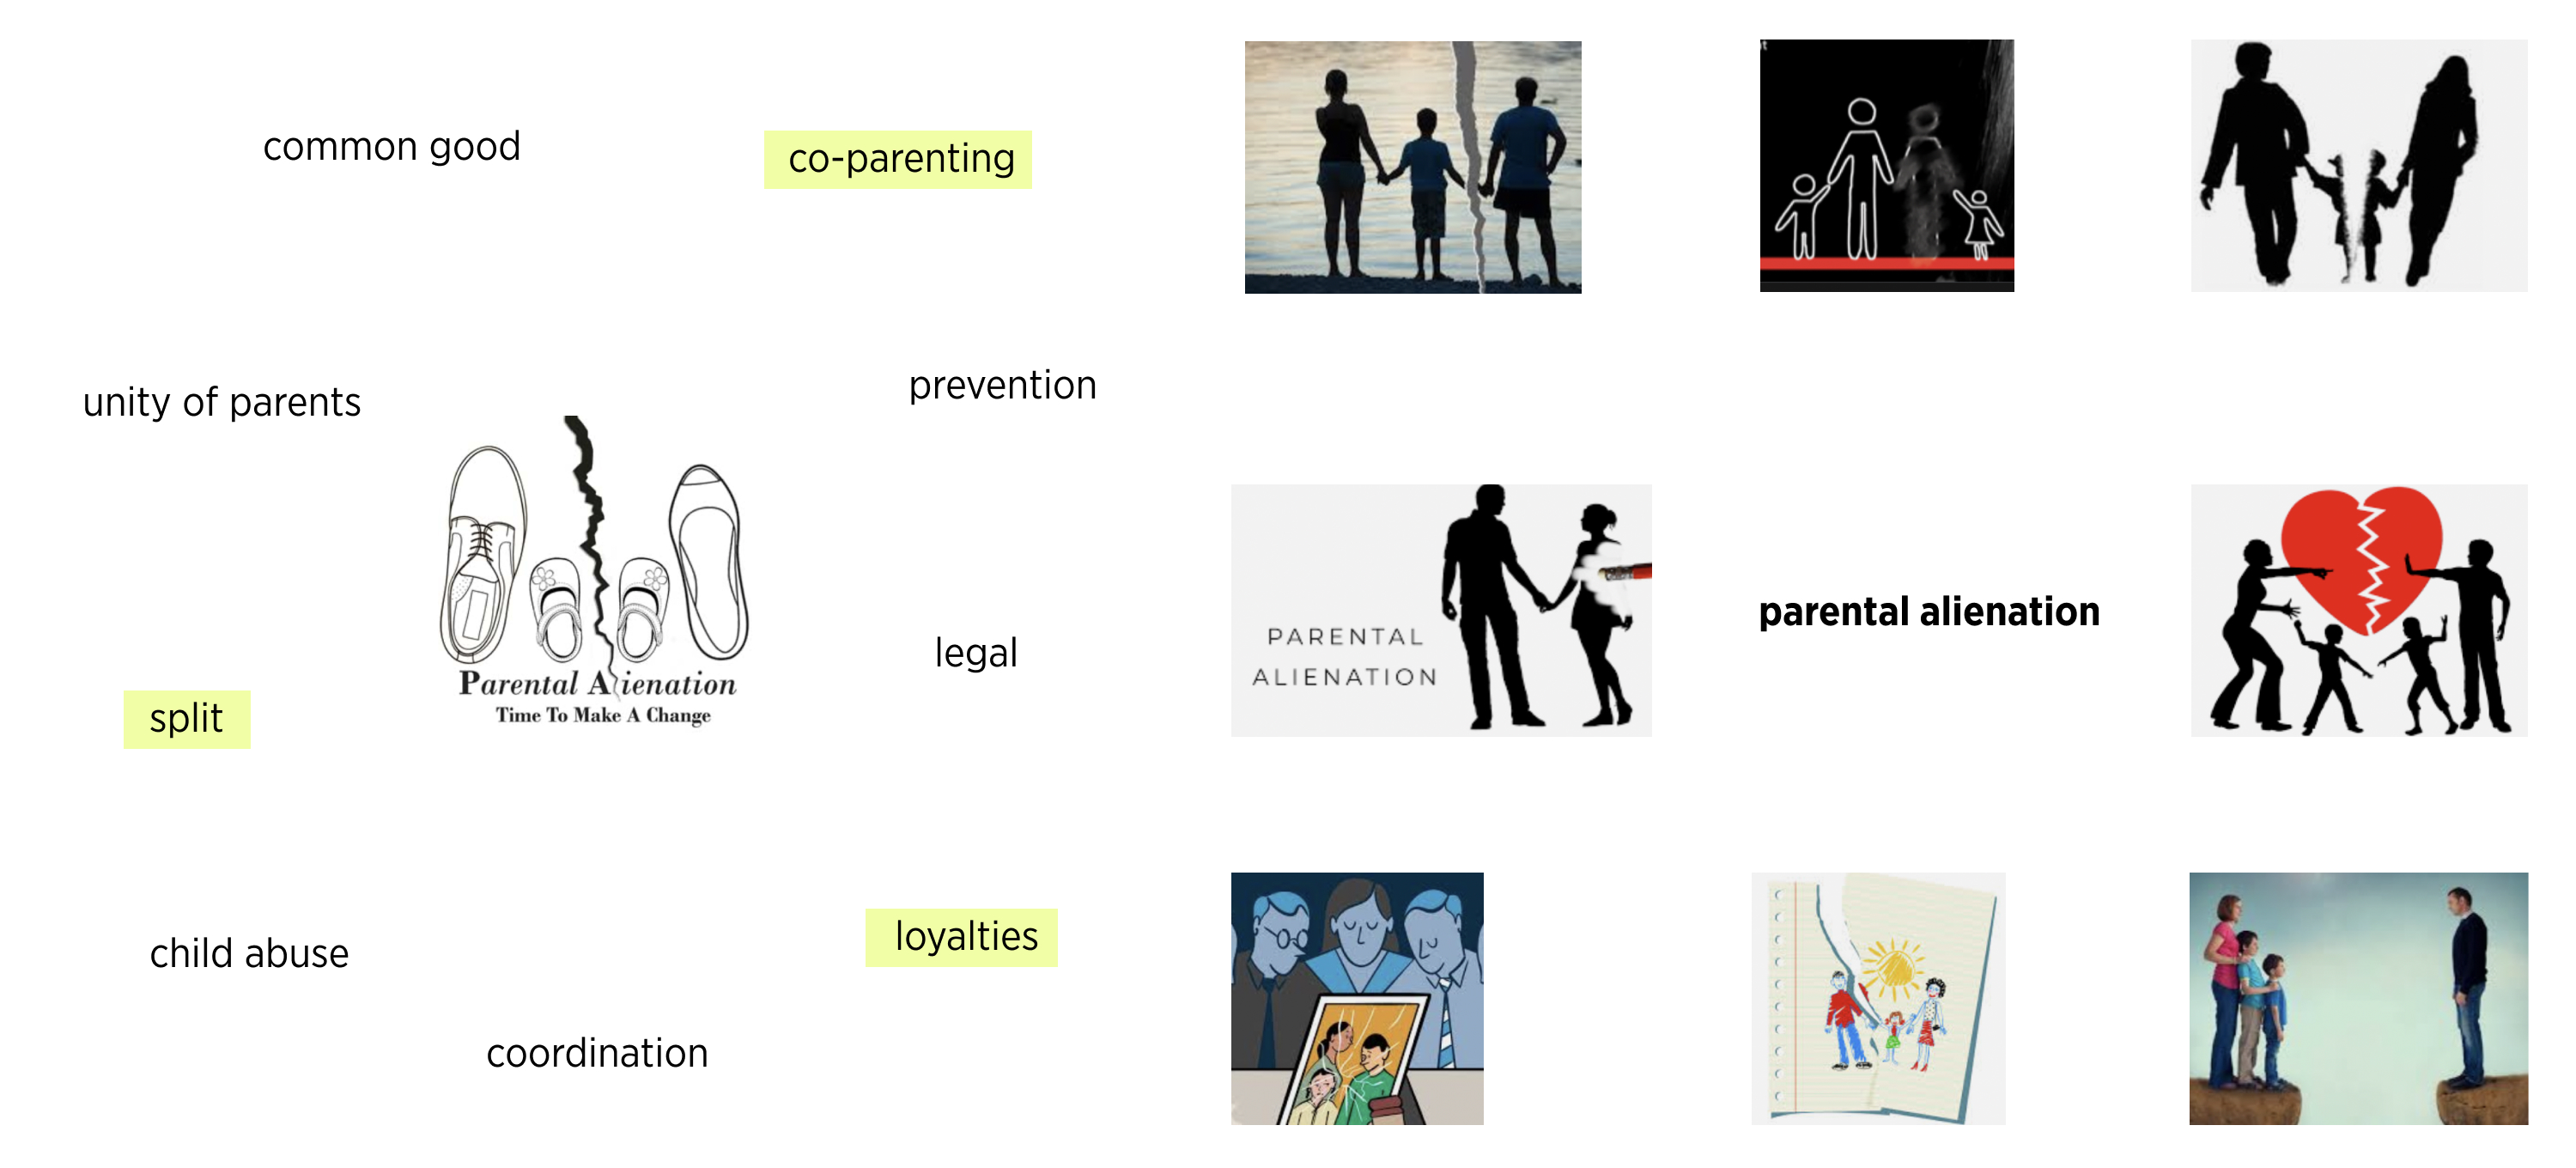 common good
co-parenting
unity of parents
prevention
Parental Alienation
Time To Make A Change
legal
split
child abuse
loyalties
coordination
PARENTAL
ALIENATION
parental alienation